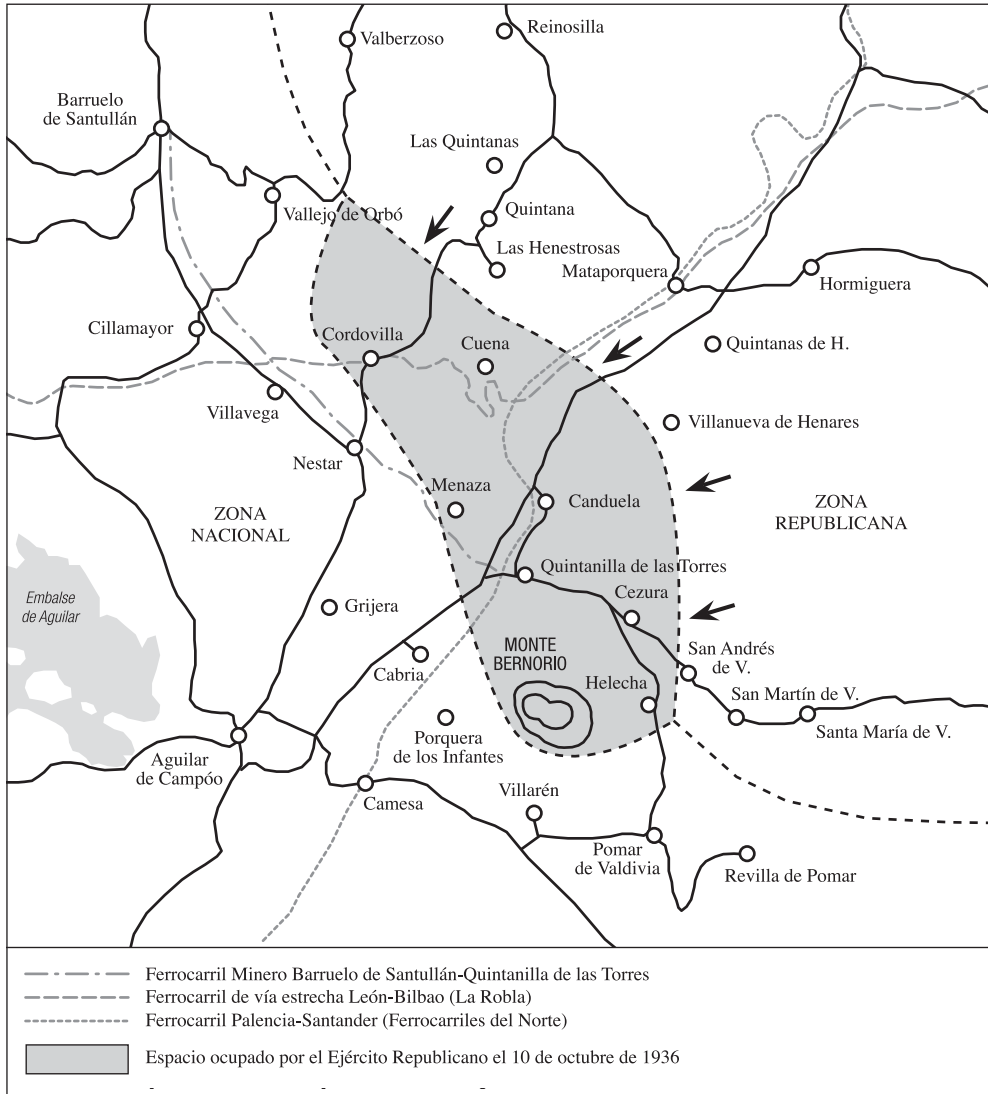 Valberzoso
Reinosilla
Barruelo
de Santullán
Las Quintanas
Vallejo de Orbó
Quintana
Las Henestrosas
Mataporquera
Hormiguera
Cillamayor
Cordovilla
Cuena
Quintanas de H.
Villavega
Villanueva de Henares
Nestar
Menaza
Canduela
ZONA
NACIONAL
ZONA
REPUBLICANA
Quintanilla de las Torres
Embalse
de Aguilar
Grijera
Cezura
MONTE
BERNORIO
Cabria
San Andrés
de V.
Helecha
San Martín de V.
Santa María de V.
Porquera
de los Infantes
Aguilar
de Campóo
Camesa
Villarén
Pomar
de Valdivia
Revilla de Pomar
Ferrocarril Minero Barruelo de Santullán-Quintanilla de las Torres
Ferrocarril de vía estrecha León-Bilbao (La Robla)
Ferrocarril Palencia-Santander (Ferrocarriles del Norte)
Espacio ocupado por el Ejército Republicano el 10 de octubre de 1936